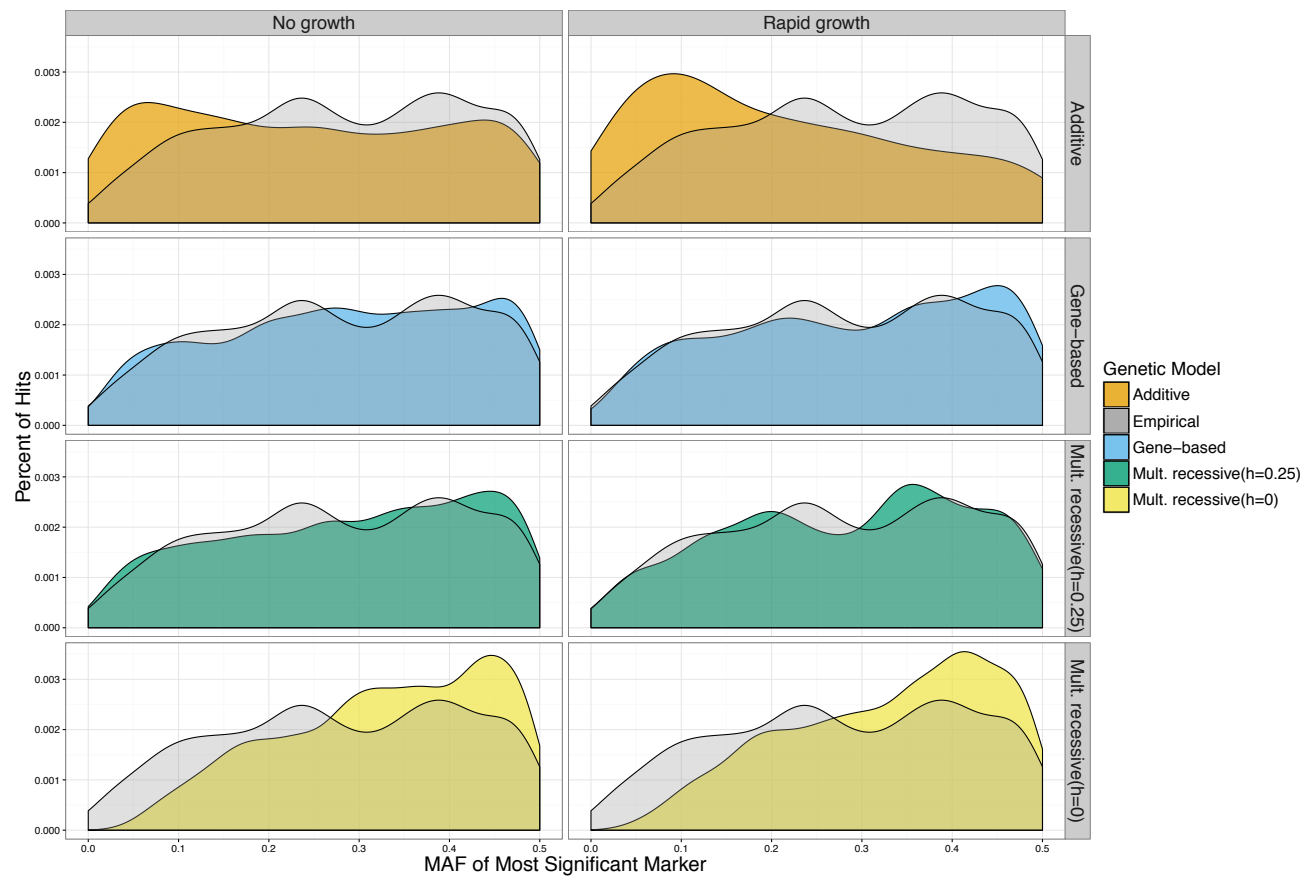 No growth
Rapid growth
0.003
0.002
0.001
0.000
Additive
0.003
0.002
0.001
0.000
Gene−based
0.003
0.002
0.001
0.000
Mult. recessive(h=0.25)
0.003
0.002
0.001
0.000
Mult. recessive(h=0)
0.0 0.1 0.2 0.3 0.4 0.5
0.0 0.1 0.2 0.3 0.4 0.5
MAF of Most Significant Marker
Percent of Hits
Genetic Model
Additive
Empirical
Gene−based
Mult. recessive(h=0.25)
Mult. recessive(h=0)